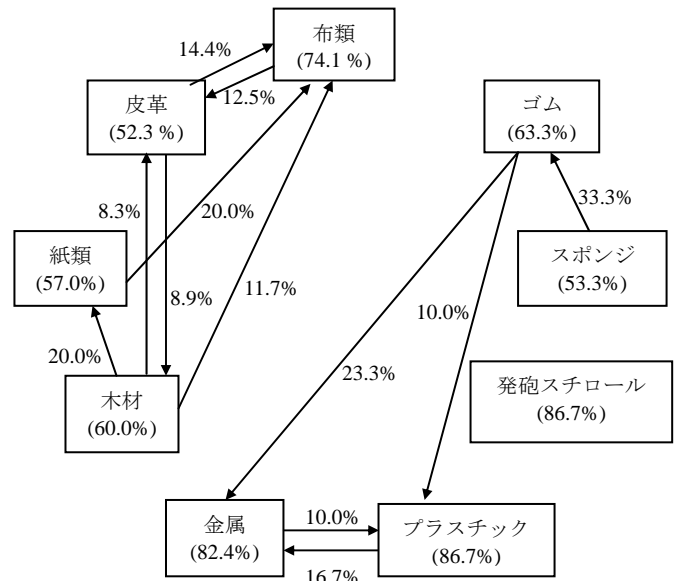 布類
(74.1 %)
14.4%
12.5%
皮革
(52.3 %)
ゴム
(63.3%)
33.3%
8.3%
20.0%
紙類
(57.0%)
スポンジ
(53.3%)
8.9%
11.7%
10.0%
20.0%
23.3%
木材
(60.0%)
発砲スチロール
(86.7%)
金属
(82.4%)
10.0%
プラスチック
(86.7%)
16.7%